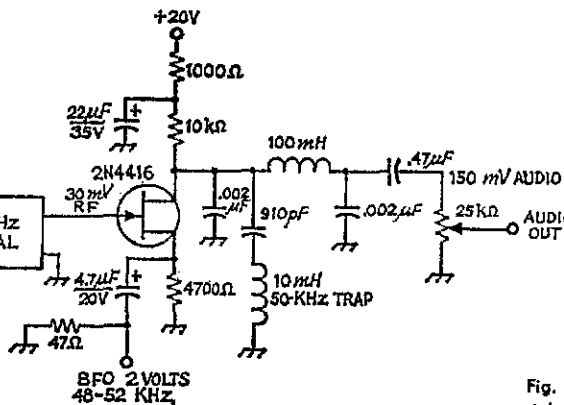 +20V
1000Ω
22µF
35V
10kΩ
100mH
.47µF
2N4416
150 mV AUDIO
30mV
RF
.002
µF
910pF
.002µF
25kΩ
AUDIO
OUT
Hz
AL
4.7µF
20V
4700Ω
10mH
50-KHz TRAP
47Ω
BFO 2 VOLTS
48-52 KHz
Fig.